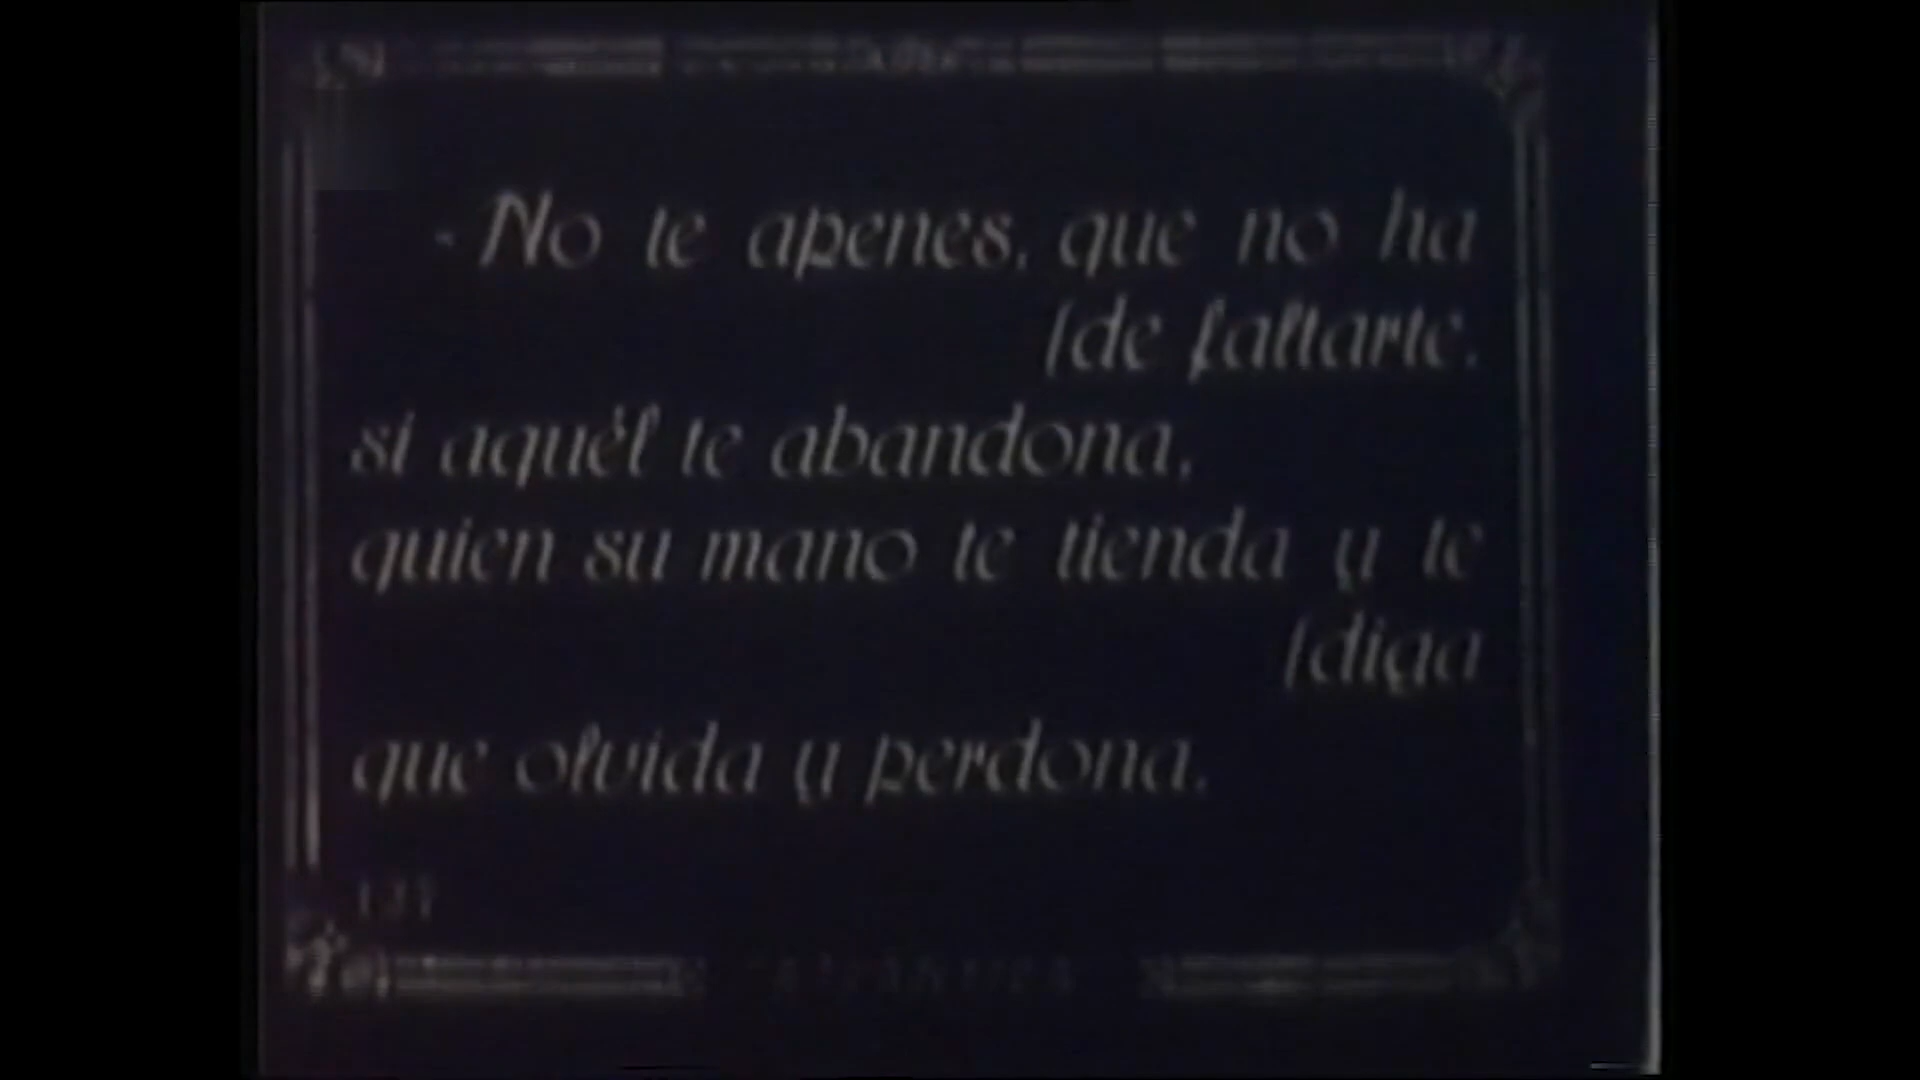 - No te apenes, que no ha
/de faltarte,
si aquél te abandona,
quien su mano te tienda y te
/diga
que olvida y perdona.